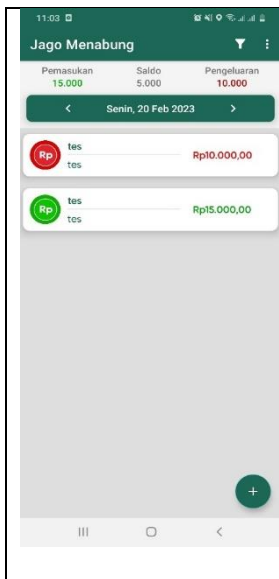 11:03
Jago Menabung
Pemasukan Saldo Pengeluaran
15.000 5.000 10.000
< Senin, 20 Feb 2023 >
Rp tes Rp10.000,00
tes
Rp tes Rp15.000,00
tes
+